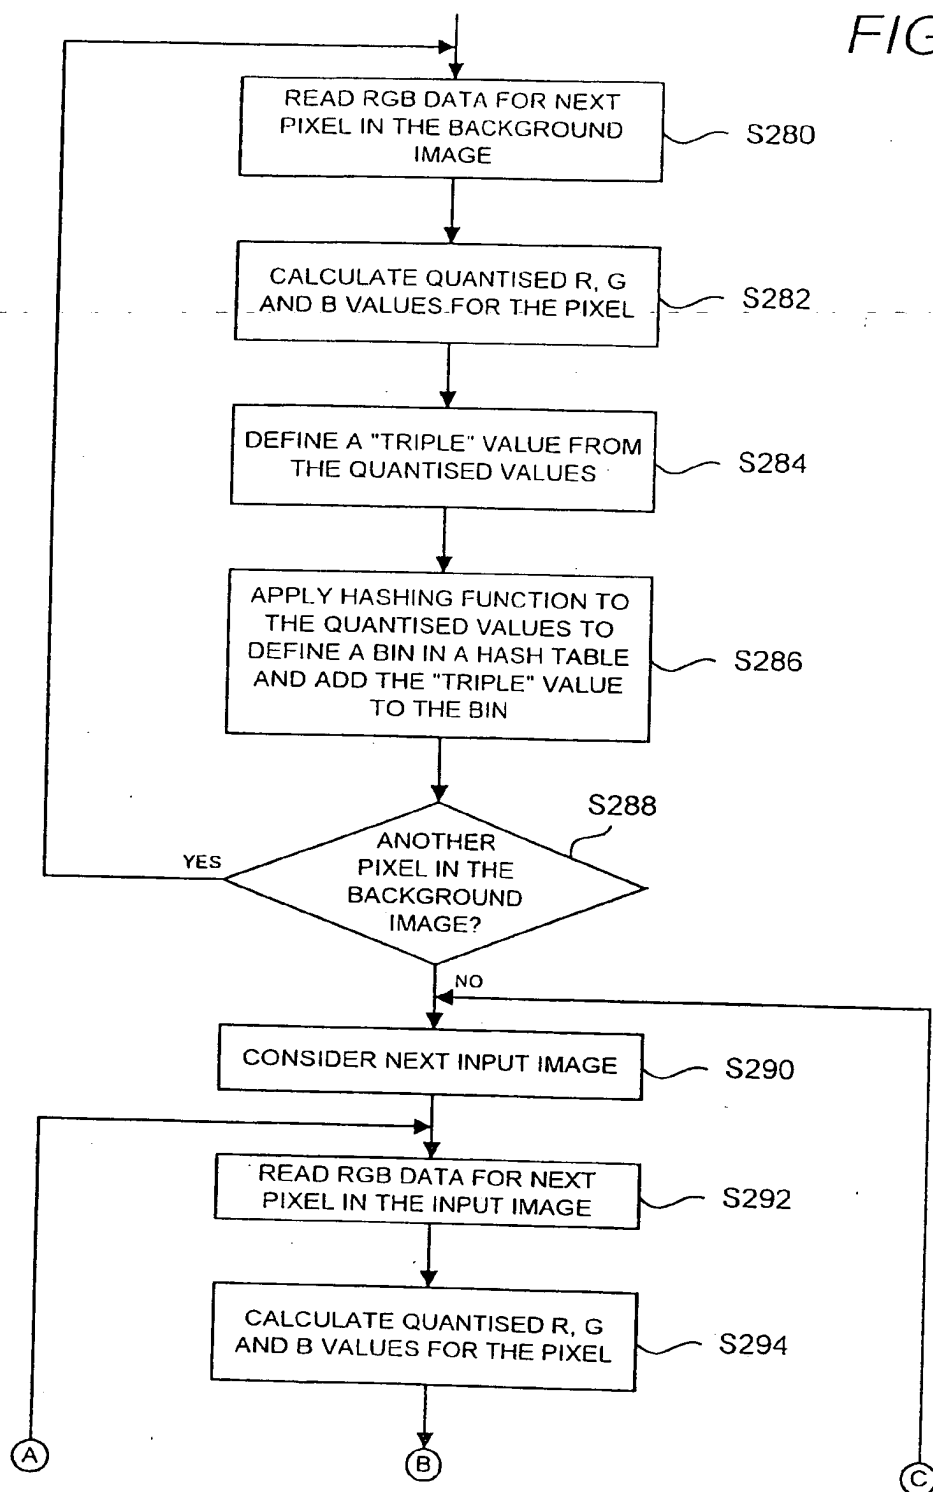 FIG
READ RGB DATA FOR NEXT
PIXEL IN THE BACKGROUND
IMAGE
S280
CALCULATE QUANTISED R, G
AND B VALUES FOR THE PIXEL
S282
DEFINE A "TRIPLE" VALUE FROM
THE QUANTISED VALUES
S284
APPLY HASHING FUNCTION TO
THE QUANTISED VALUES TO
DEFINE A BIN IN A HASH TABLE
AND ADD THE "TRIPLE" VALUE
TO THE BIN
S286
S288
YES
ANOTHER
PIXEL IN THE
BACKGROUND
IMAGE?
NO
CONSIDER NEXT INPUT IMAGE
S290
READ RGB DATA FOR NEXT
PIXEL IN THE INPUT IMAGE
S292
CALCULATE QUANTISED R, G
AND B VALUES FOR THE PIXEL
S294
A
B
C